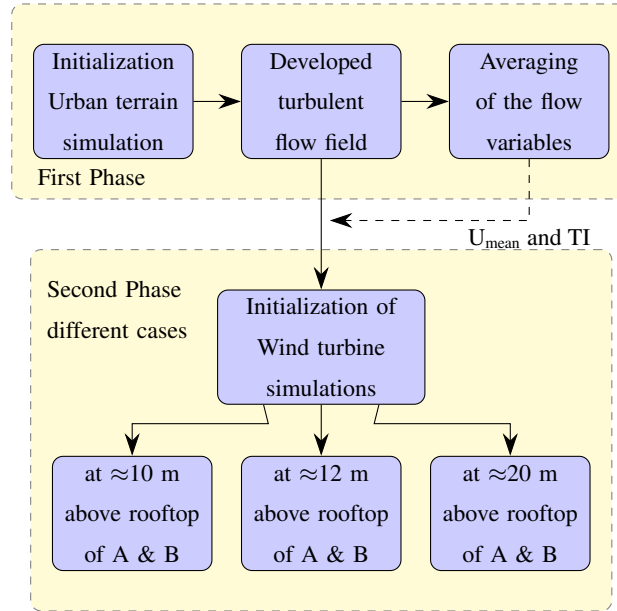 Initialization
Urban terrain
simulation
Developed
turbulent
flow field
Averaging
of the flow
variables
First Phase
U_mean and TI
Second Phase
different cases
Initialization of
Wind turbine
simulations
at ≈10 m
above rooftop
of A & B
at ≈12 m
above rooftop
of A & B
at ≈20 m
above rooftop
of A & B